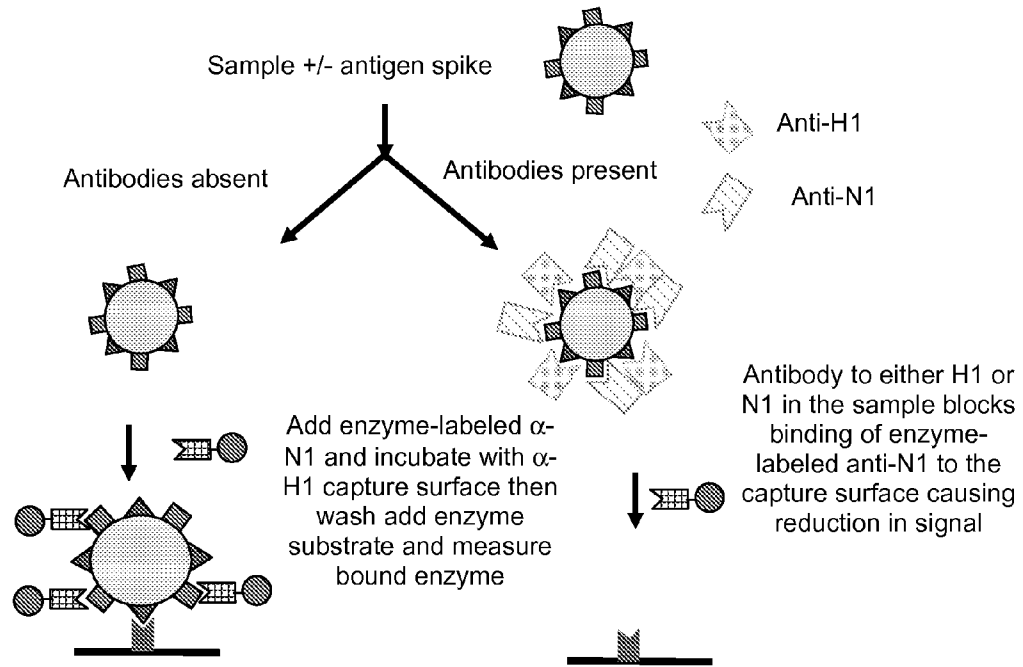 Sample +/- antigen spike
Anti-H1
Anti-N1
Antibodies absent
Antibodies present
Add enzyme-labeled α-
N1 and incubate with α-
H1 capture surface then
wash add enzyme
substrate and measure
bound enzyme
Antibody to either H1 or
N1 in the sample blocks
binding of enzyme-
labeled anti-N1 to the
capture surface causing
reduction in signal